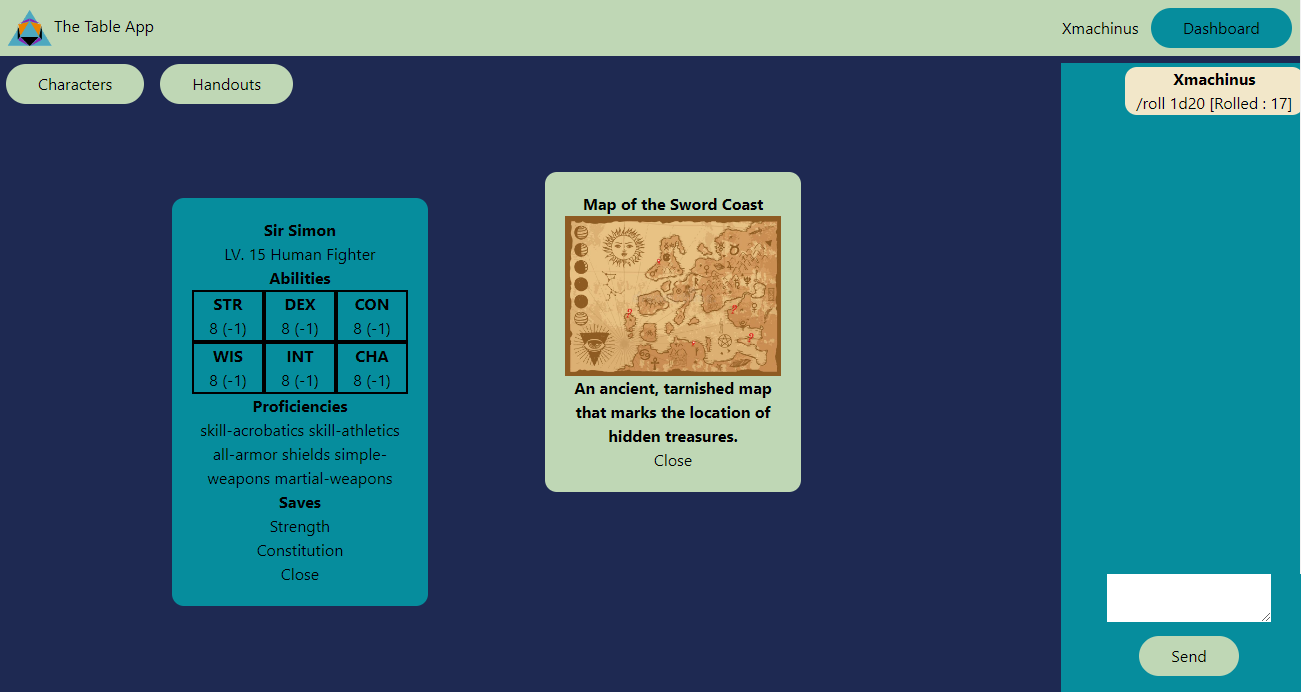 The Table App
Xmachinus
Dashboard
Characters
Handouts
Sir Simon
LV. 15 Human Fighter
Abilities
STR DEX CON
8 (-1) 8 (-1) 8 (-1)
WIS INT CHA
8 (-1) 8 (-1) 8 (-1)
Proficiencies
skill-acrobatics skill-athletics
all-armor shields simple-
weapons martial-weapons
Saves
Strength
Constitution
Close
Map of the Sword Coast
An ancient, tarnished map
that marks the location of
hidden treasures.
Close
Xmachinus
/roll 1d20 [Rolled : 17]
Send